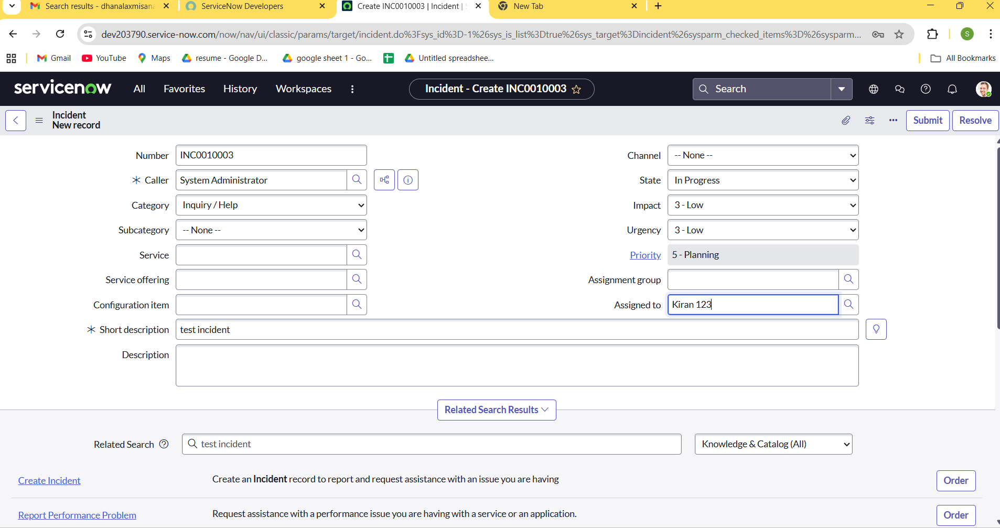 Search results - dhanalaxmisana
ServiceNow Developers
Create INC0010003 | Incident | S
New Tab
dev203790.service-now.com/now/nav/ui/classic/params/target/incident.do%3Fsys_id%3D-1%26sys_is_list%3Dtrue%26sys_target%3Dincident%26sysparm_checked_items%3D%26sysparm...
S
Gmail
YouTube
Maps
resume - Google D...
google sheet 1 - Go...
Untitled spreadshee...
All Bookmarks
servicenow
All
Favorites
History
Workspaces
Incident - Create INC0010003
Search
Incident
New record
Submit
Resolve
Number INC0010003
Channel -- None --
Caller System Administrator
State In Progress
Category Inquiry / Help
Impact 3 - Low
Subcategory -- None --
Urgency 3 - Low
Service
Priority 5 - Planning
Service offering
Assignment group
Configuration item
Assigned to Kiran 123
Short description test incident
Description
Related Search Results
Related Search test incident Knowledge & Catalog (All)
Create Incident Create an Incident record to report and request assistance with an issue you are having Order
Report Performance Problem Request assistance with a performance issue you are having with a service or an application. Order